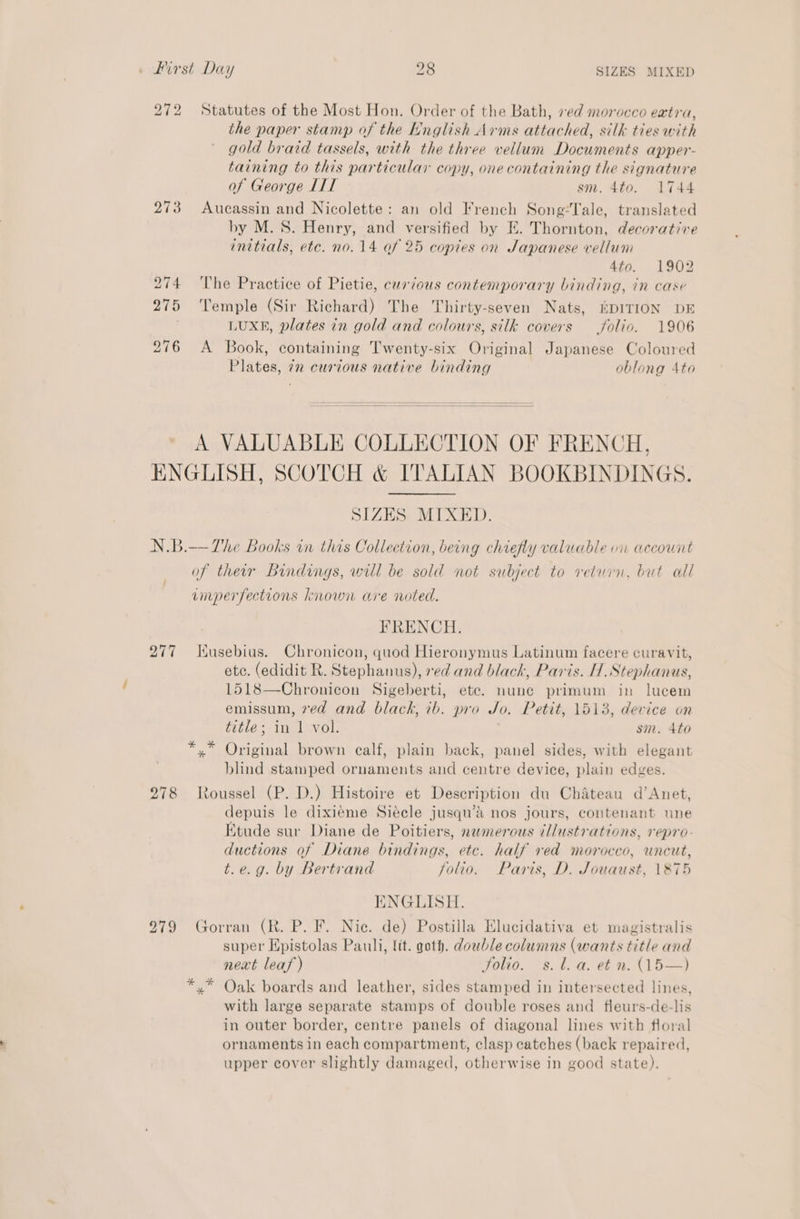 First Day 28 SIZES MIXED
272 Statutes of the Most Hon. Order of the Bath, red morocco extra,
the paper stamp of the English Arms attached, silk ties with
gold braid tassels, with the three vellum Documents apper-
taining to this particular copy, one containing the signature
of George III sm. 4to. 1744
273 Aucassin and Nicolette: an old French Song-Tale, translated
by M. S. Henry, and versified by E. Thornton, decorative
initials, etc. no. 14 of 25 copies on Japanese vellum
4to. 1902
274 The Practice of Pietie, curious contemporary binding, in case
275 Temple (Sir Richard) The Thirty-seven Nats, EDITION DE
LUXE, plates in gold and colours, silk covers folio. 1906
276 A Book, containing Twenty-six Original Japanese Coloured
Plates, in curious native binding oblong 4to
A VALUABLE COLLECTION OF FRENCH,
ENGLISH, SCOTCH & ITALIAN BOOKBINDINGS.
SIZES MIXED.
N.B.—The Books in this Collection, being chiefly valuable on account
of their Bindings, will be sold not subject to return, but all
imperfections known are noted.
FRENCH.
277 Eusebius. Chronicon, quod Hieronymus Latinum facere curavit,
etc. (edidit R. Stephanus), red and black, Paris. H. Stephanus,
1518—Chronicon Sigeberti, etc. nunc primum in lucem
emissum, red and black, ib. pro Jo. Petit, 1513, device on
title; in 1 vol. sm. 4to
*⁎* Original brown calf, plain back, panel sides, with elegant
blind stamped ornaments and centre device, plain edges.
278 Roussel (P. D.) Histoire et Description du Château d'Anet,
depuis le dixième Siècle jusqu'à nos jours, contenant une
Etude sur Diane de Poitiers, numerous illustrations, repro-
ductions of Diane bindings, etc. half red morocco, uncut,
t. e. g. by Bertrand folio. Paris, D. Jouaust, 1875
ENGLISH.
279 Gorran (R. P. F. Nic. de) Postilla Elucidativa et magistralis
super Epistolas Pauli, lit. goth. double columns (wants title and
next leaf) folio. s. l. a. et n. (15—)
*⁎* Oak boards and leather, sides stamped in intersected lines,
with large separate stamps of double roses and fleurs-de-lis
in outer border, centre panels of diagonal lines with floral
ornaments in each compartment, clasp catches (back repaired,
upper cover slightly damaged, otherwise in good state).